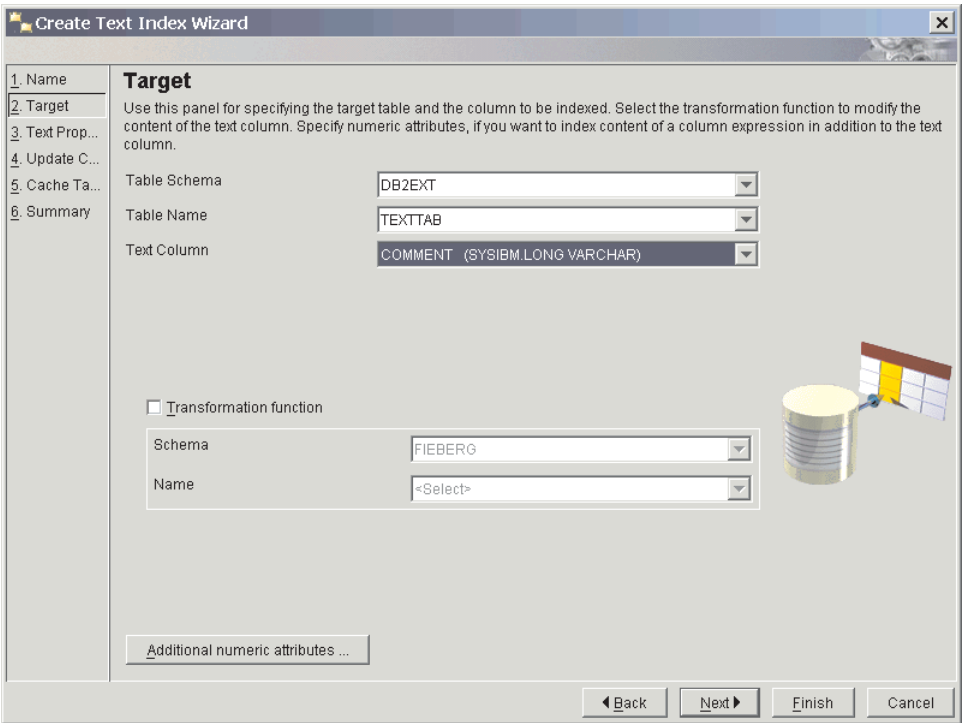 Create Text Index Wizard
1. Name
2. Target
3. Text Prop...
4. Update C...
5. Cache Ta...
6. Summary
Target
Use this panel for specifying the target table and the column to be indexed. Select the transformation function to modify the
content of the text column. Specify numeric attributes, if you want to index content of a column expression in addition to the text
column.
Table Schema
DB2EXT
Table Name
TEXTTAB
Text Column
COMMENT (SYSIBM.LONG VARCHAR)
Transformation function
Schema
FIEBERG
Name
<Select>
Additional numeric attributes ...
Back
Next
Finish
Cancel